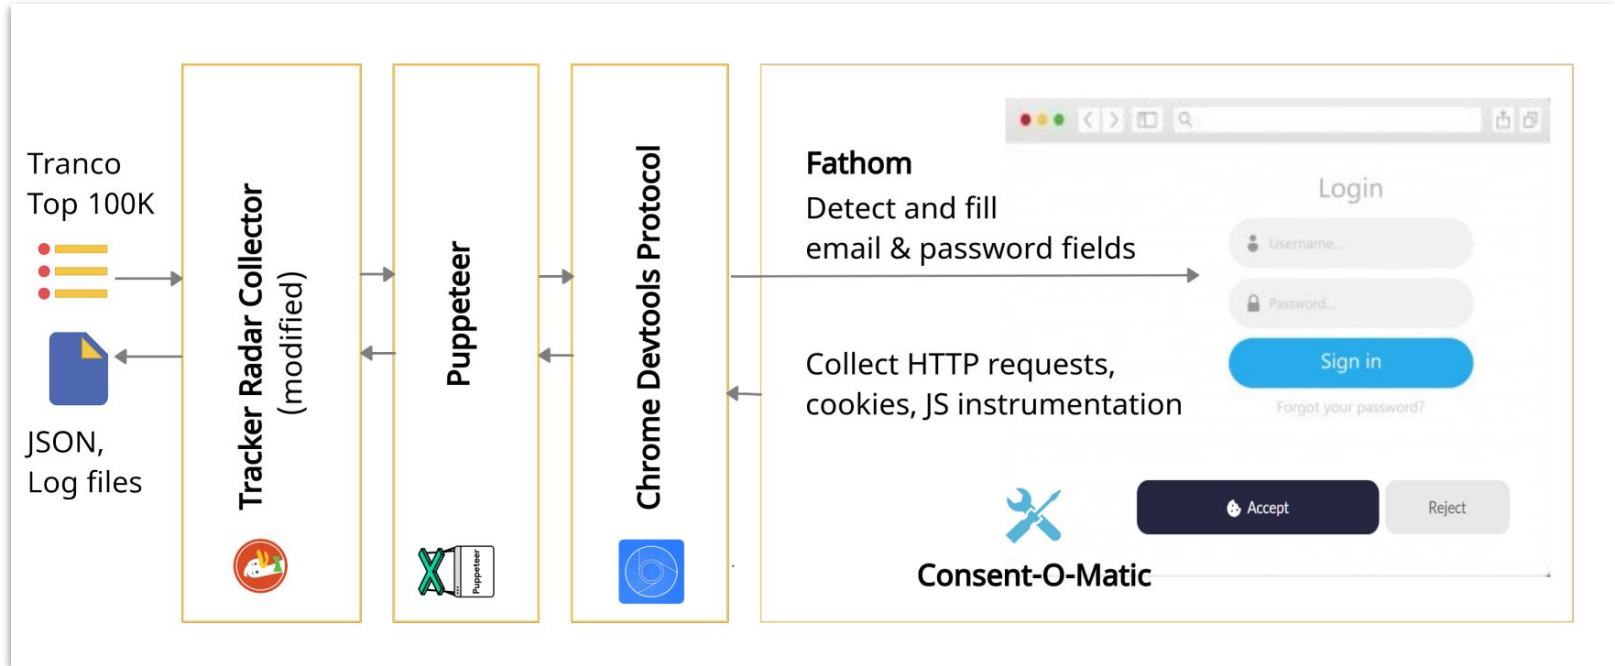 Tranco
Top 100K
JSON,
Log files
Tracker Radar Collector
(modified)
Puppeteer
Puppeteer
Chrome Devtools Protocol
Fathom
Detect and fill
email & password fields
Collect HTTP requests,
cookies, JS instrumentation
Login
Username...
Password...
Sign in
Forgot your password?
Accept
Reject
Consent-O-Matic